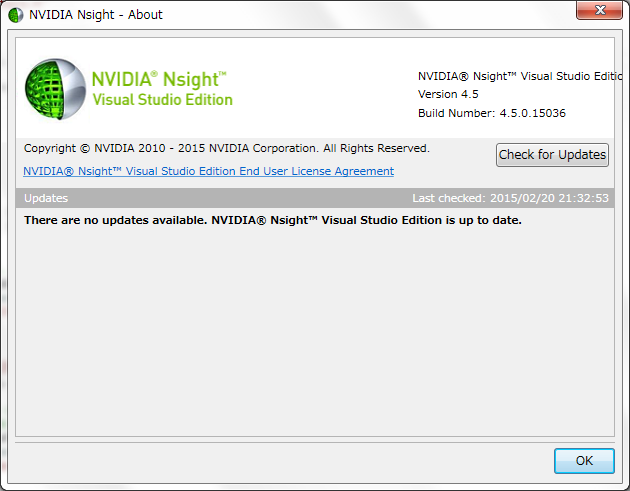 NVIDIA Nsight - About
NVIDIA® Nsight™
Visual Studio Edition
NVIDIA® Nsight™ Visual Studio Editio
Version 4.5
Build Number: 4.5.0.15036
Copyright © NVIDIA 2010 - 2015 NVIDIA Corporation. All Rights Reserved.
Check for Updates
NVIDIA® Nsight™ Visual Studio Edition End User License Agreement
Updates
Last checked: 2015/02/20 21:32:53
There are no updates available. NVIDIA® Nsight™ Visual Studio Edition is up to date.
OK